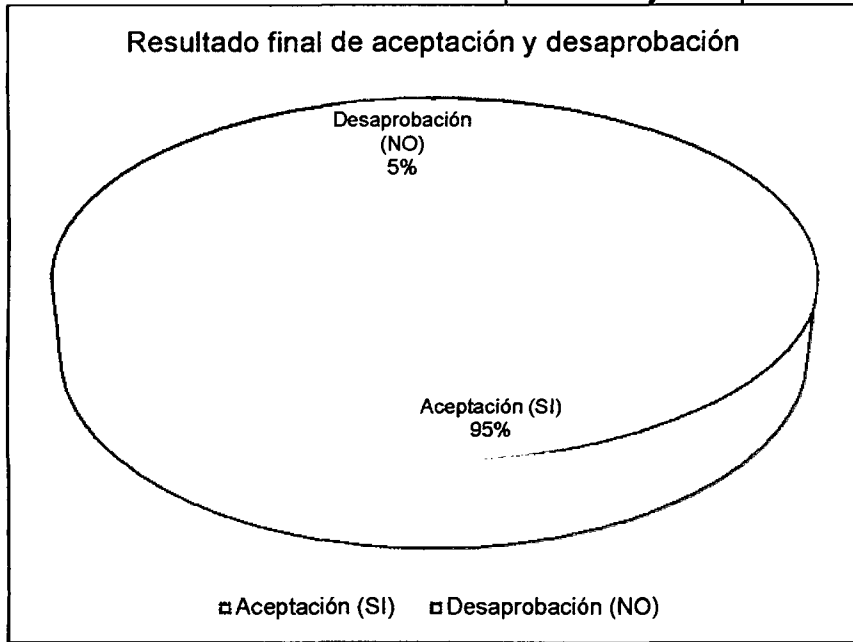 Resultado final de aceptación y desaprobación
Desaprobación
(NO)
5%
Aceptación (SI)
95%
Aceptación (SI) Desaprobación (NO)